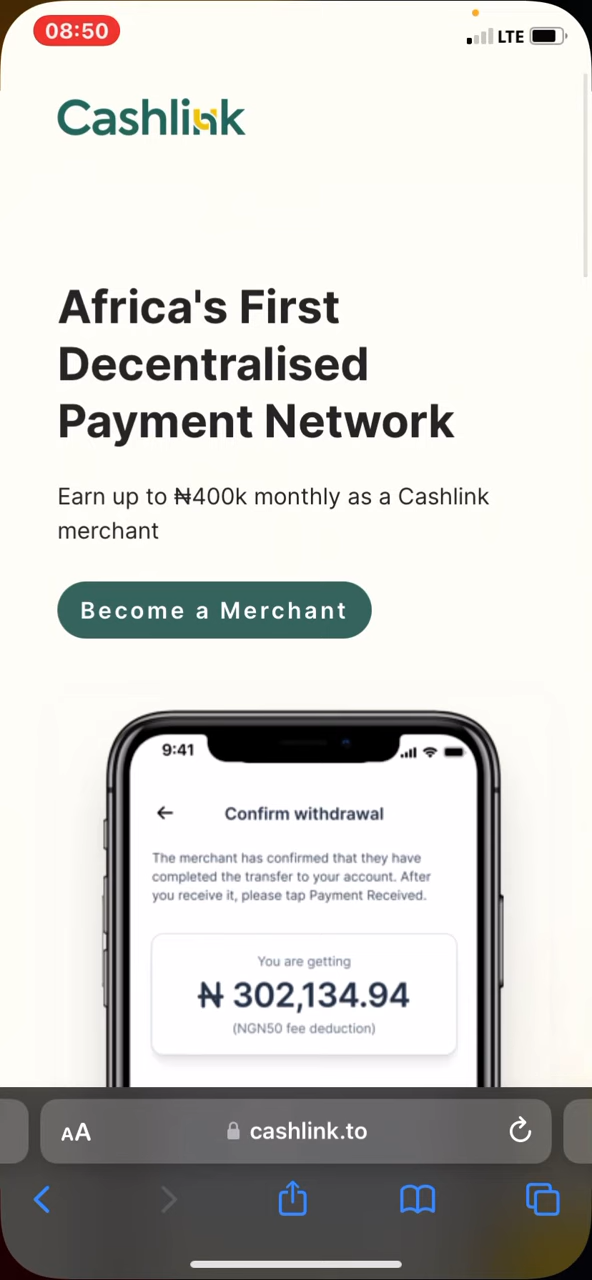 08:50
LTE
Cashlink
Africa's First
Decentralised
Payment Network
Earn up to ₦400k monthly as a Cashlink
merchant
Become a Merchant
9:41
Confirm withdrawal
The merchant has confirmed that they have
completed the transfer to your account. After
you receive it, please tap Payment Received.
You are getting
₦ 302,134.94
(NGN50 fee deduction)
AA
cashlink.to